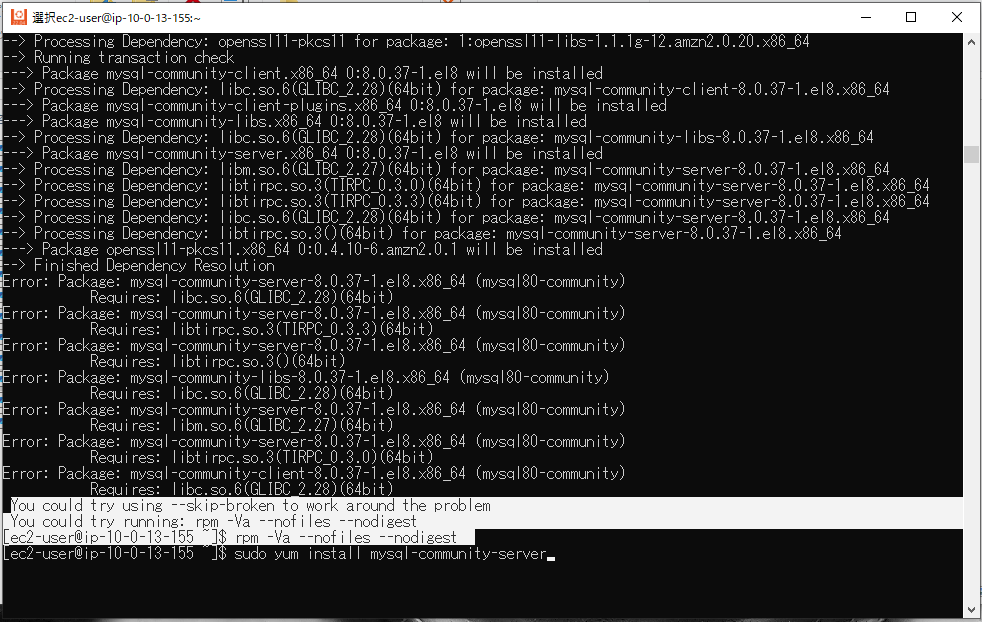 選択ec2-user@ip-10-0-13-155:~
--> Processing Dependency: openssl11-pkcs11 for package: 1:openssl11-libs-1.1.1g-12.amzn2.0.20.x86_64
--> Running transaction check
---> Package mysql-community-client.x86_64 0:8.0.37-1.el8 will be installed
--> Processing Dependency: libc.so.6(GLIBC_2.28)(64bit) for package: mysql-community-client-8.0.37-1.el8.x86_64
---> Package mysql-community-client-plugins.x86_64 0:8.0.37-1.el8 will be installed
---> Package mysql-community-libs.x86_64 0:8.0.37-1.el8 will be installed
--> Processing Dependency: libc.so.6(GLIBC_2.28)(64bit) for package: mysql-community-libs-8.0.37-1.el8.x86_64
---> Package mysql-community-server.x86_64 0:8.0.37-1.el8 will be installed
--> Processing Dependency: libm.so.6(GLIBC_2.27)(64bit) for package: mysql-community-server-8.0.37-1.el8.x86_64
--> Processing Dependency: libtirpc.so.3(TIRPC_0.3.0)(64bit) for package: mysql-community-server-8.0.37-1.el8.x86_64
--> Processing Dependency: libtirpc.so.3(TIRPC_0.3.3)(64bit) for package: mysql-community-server-8.0.37-1.el8.x86_64
--> Processing Dependency: libc.so.6(GLIBC_2.28)(64bit) for package: mysql-community-server-8.0.37-1.el8.x86_64
--> Processing Dependency: libtirpc.so.3()(64bit) for package: mysql-community-server-8.0.37-1.el8.x86_64
---> Package openssl11-pkcs11.x86_64 0:0.4.10-6.amzn2.0.1 will be installed
--> Finished Dependency Resolution
Error: Package: mysql-community-server-8.0.37-1.el8.x86_64 (mysql80-community)
Requires: libc.so.6(GLIBC_2.28)(64bit)
Error: Package: mysql-community-server-8.0.37-1.el8.x86_64 (mysql80-community)
Requires: libtirpc.so.3(TIRPC_0.3.3)(64bit)
Error: Package: mysql-community-server-8.0.37-1.el8.x86_64 (mysql80-community)
Requires: libtirpc.so.3()(64bit)
Error: Package: mysql-community-libs-8.0.37-1.el8.x86_64 (mysql80-community)
Requires: libc.so.6(GLIBC_2.28)(64bit)
Error: Package: mysql-community-server-8.0.37-1.el8.x86_64 (mysql80-community)
Requires: libm.so.6(GLIBC_2.27)(64bit)
Error: Package: mysql-community-server-8.0.37-1.el8.x86_64 (mysql80-community)
Requires: libtirpc.so.3(TIRPC_0.3.0)(64bit)
Error: Package: mysql-community-client-8.0.37-1.el8.x86_64 (mysql80-community)
Requires: libc.so.6(GLIBC_2.28)(64bit)
You could try using --skip-broken to work around the problem
You could try running: rpm -Va --nofiles --nodigest
[ec2-user@ip-10-0-13-155 ~]$ rpm -Va --nofiles --nodigest
[ec2-user@ip-10-0-13-155 ~]$ sudo yum install mysql-community-server